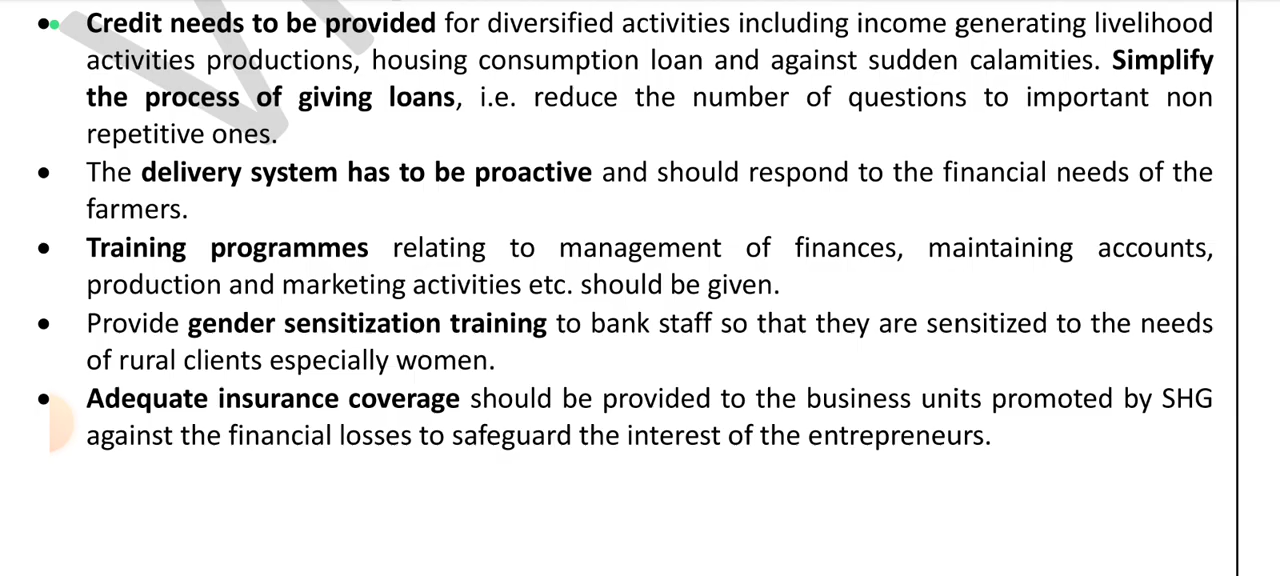 • Credit needs to be provided for diversified activities including income generating livelihood
activities productions, housing consumption loan and against sudden calamities. Simplify
the process of giving loans, i.e. reduce the number of questions to important non
repetitive ones.
• The delivery system has to be proactive and should respond to the financial needs of the
farmers.
• Training programmes relating to management of finances, maintaining accounts,
production and marketing activities etc. should be given.
• Provide gender sensitization training to bank staff so that they are sensitized to the needs
of rural clients especially women.
• Adequate insurance coverage should be provided to the business units promoted by SHG
against the financial losses to safeguard the interest of the entrepreneurs.